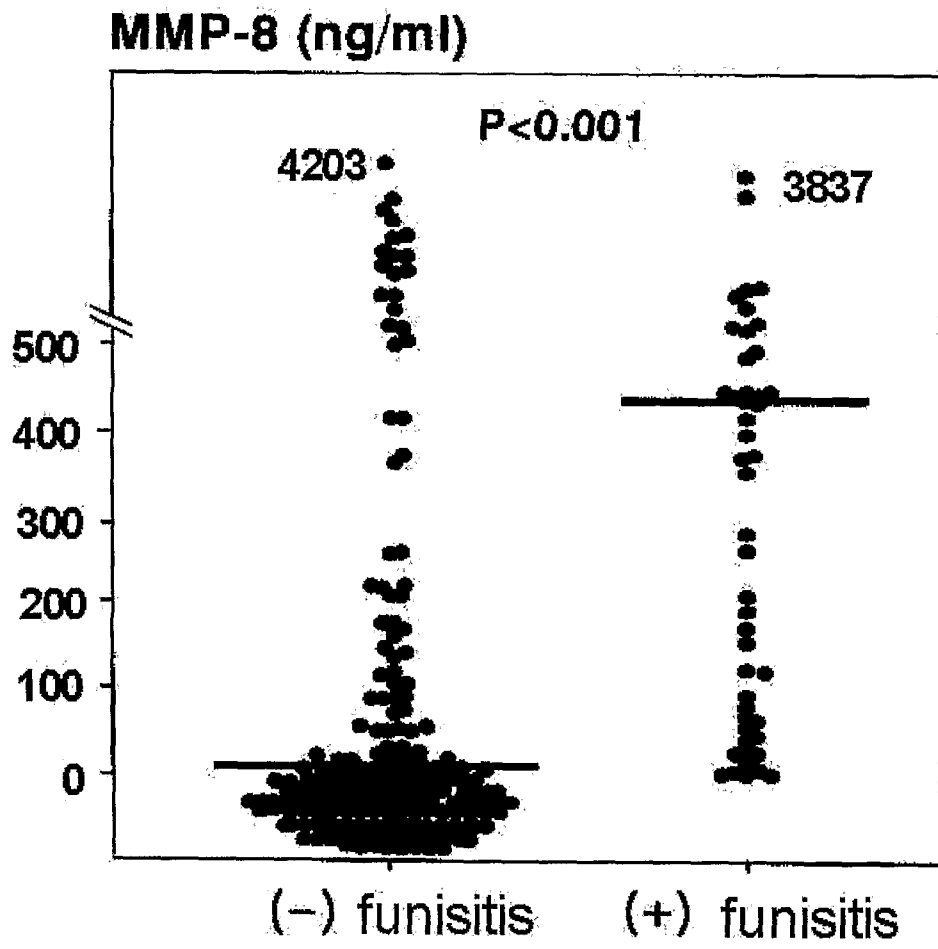 MMP-8 (ng/ml)
P<0.001
4203
3837
500
400
300
200
100
0
(−) funisitis
(+) funisitis